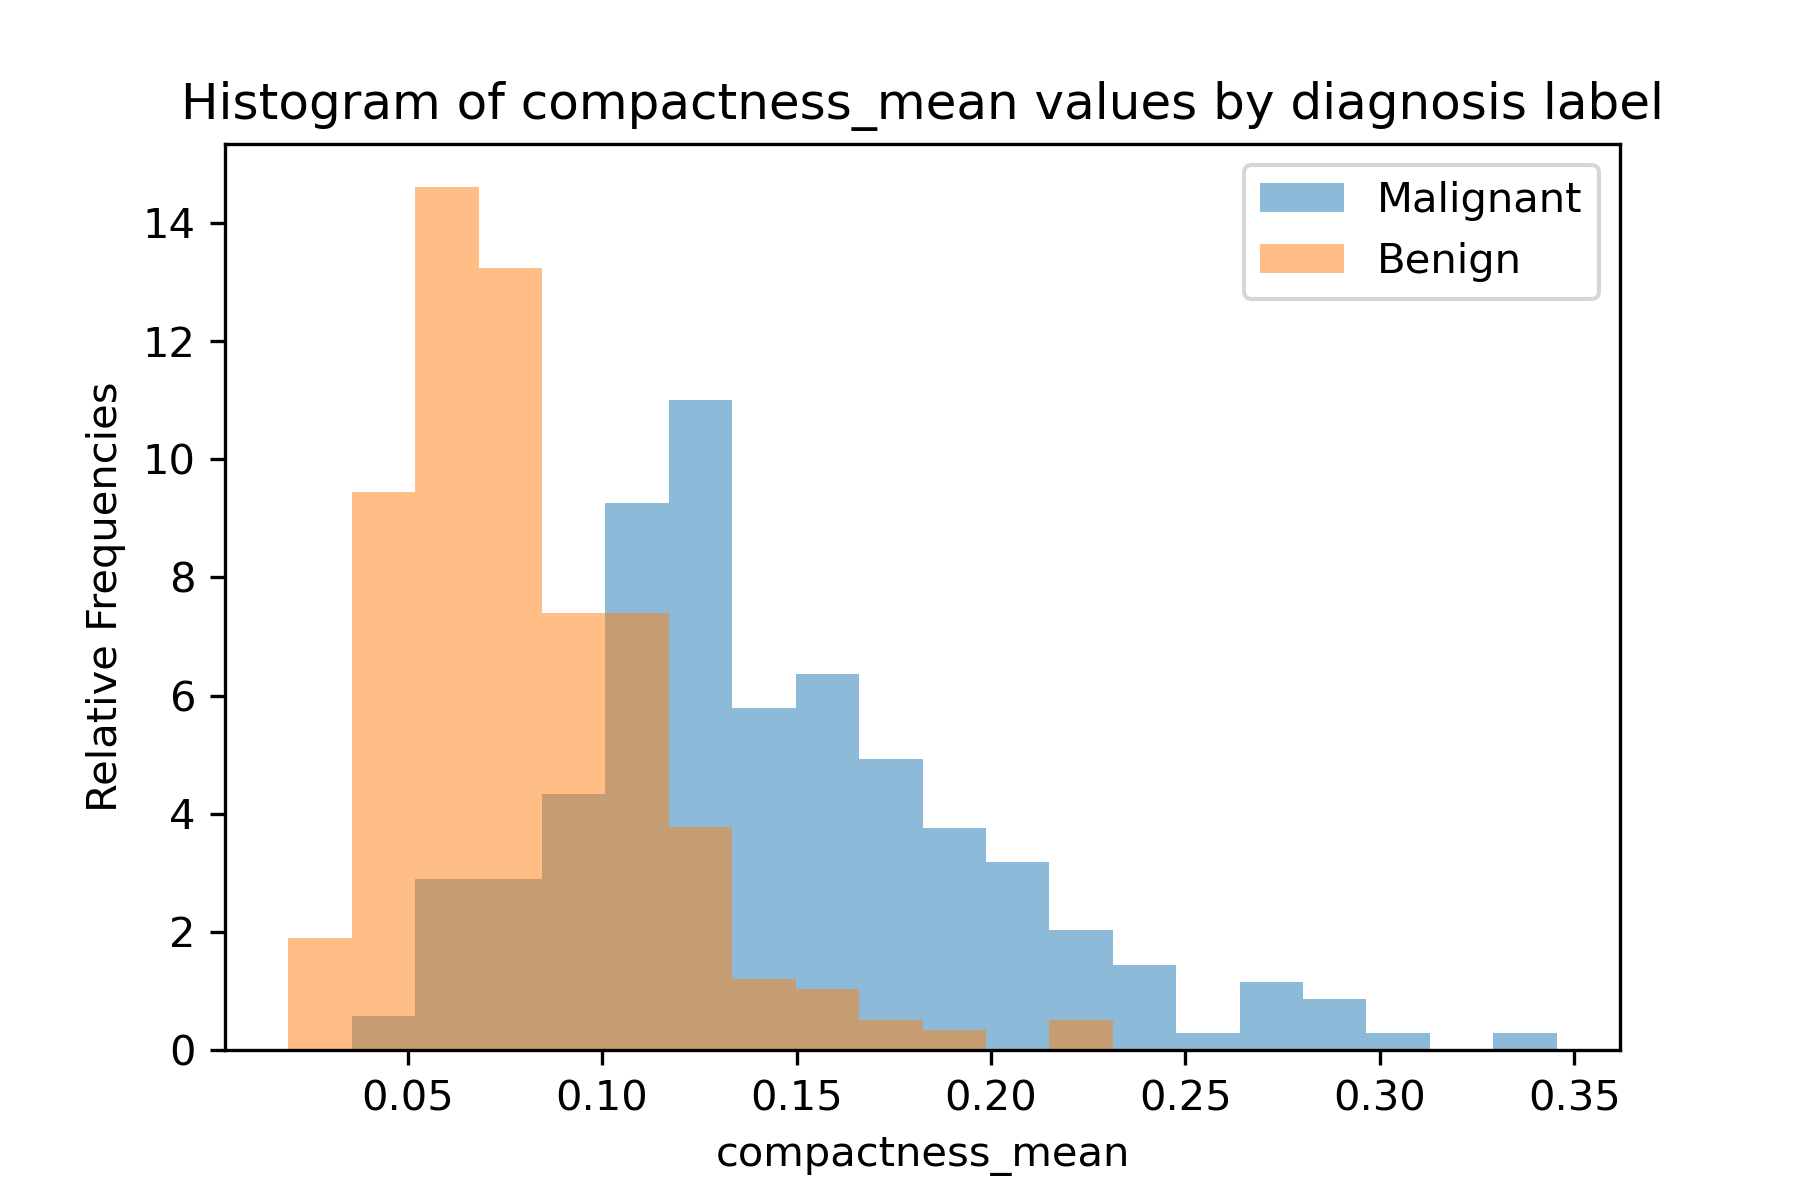 Histogram of compactness_mean values by diagnosis label
Malignant
Benign
Relative Frequencies
14
12
10
8
6
4
2
0
0.05 0.10 0.15 0.20 0.25 0.30 0.35
compactness_mean